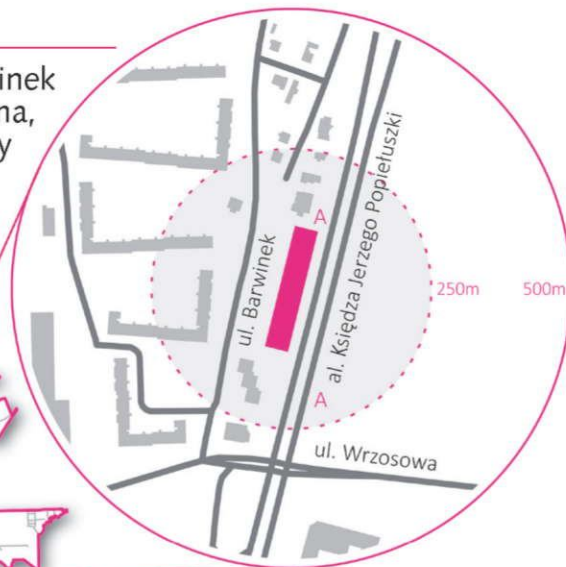 inek
na,
y
A
ul. Barwinek
al. Księdza Jerzego Popiełuszki
250m
500m
A
ul. Wrzosowa